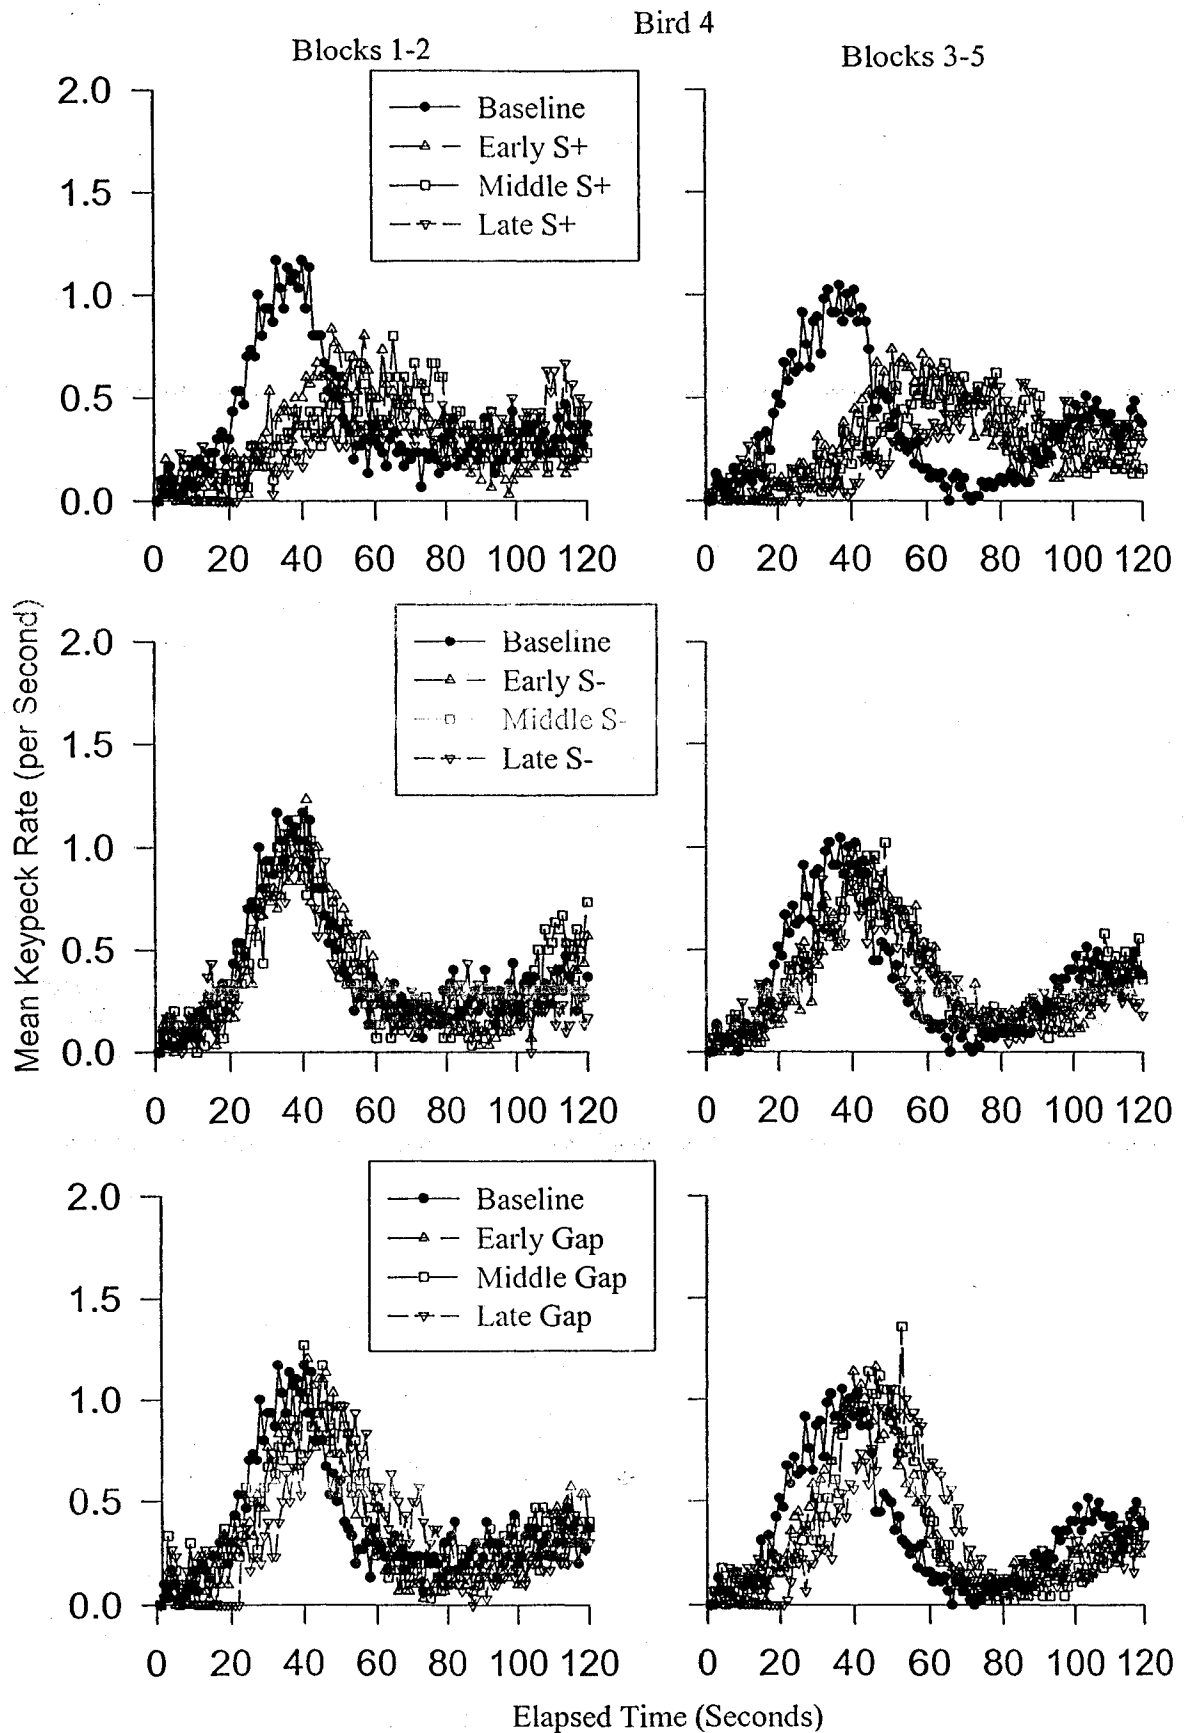 Bird 4
Blocks 1-2
Blocks 3-5
2.0
1.5
1.0
0.5
0.0
Baseline
Early S+
Middle S+
Late S+
0 20 40 60 80 100 120
0 20 40 60 80 100 120
Mean Keypeck Rate (per Second)
2.0
1.5
1.0
0.5
0.0
Baseline
Early S-
Middle S-
Late S-
0 20 40 60 80 100 120
0 20 40 60 80 100 120
2.0
1.5
1.0
0.5
0.0
Baseline
Early Gap
Middle Gap
Late Gap
0 20 40 60 80 100 120
0 20 40 60 80 100 120
Elapsed Time (Seconds)